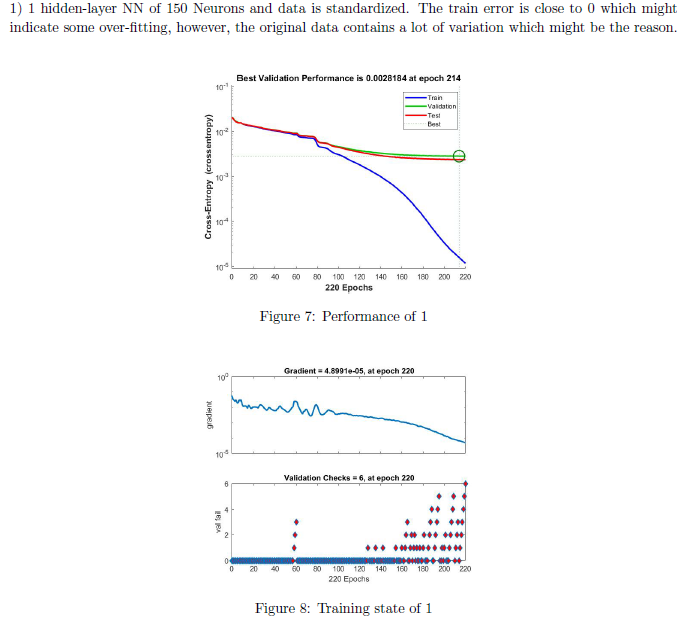 1) 1 hidden-layer NN of 150 Neurons and data is standardized. The train error is close to 0 which might
indicate some over-fitting, however, the original data contains a lot of variation which might be the reason.
Best Validation Performance is 0.0028184 at epoch 214
Train
Validation
Test
Best
10-1
10-2
10-3
10-4
10-5
Cross-Entropy (crossentropy)
0 20 40 60 80 100 120 140 160 180 200 220
220 Epochs
Figure 7: Performance of 1
Gradient = 4.8991e-05, at epoch 220
100
10-5
gradient
Validation Checks = 6, at epoch 220
6
4
2
0
val fail
0 20 40 60 80 100 120 140 160 180 200 220
220 Epochs
Figure 8: Training state of 1